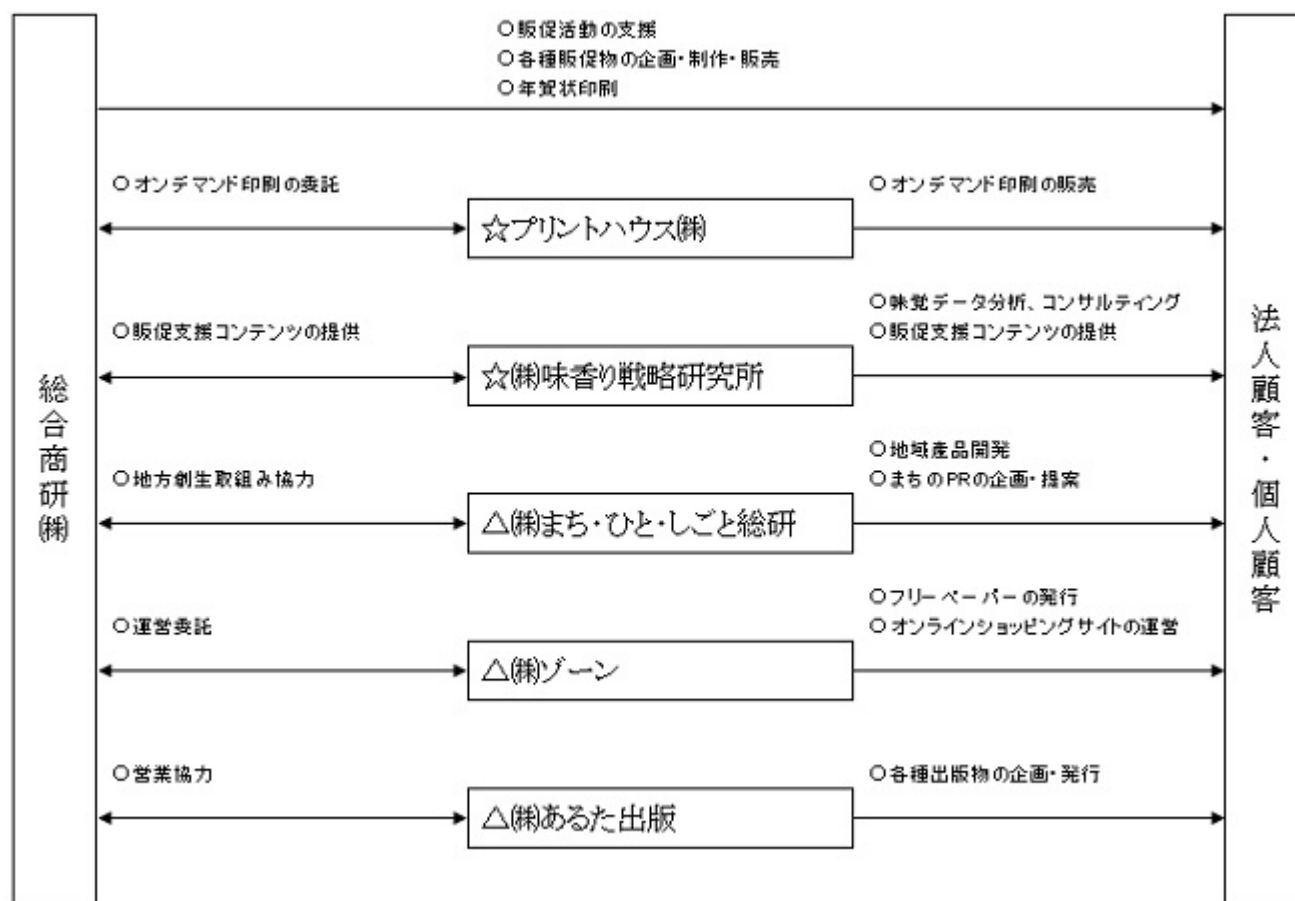 ○販促活動の支援
○各種販促物の企画・制作・販売
○年賀状印刷
総合商研㈱
法人顧客・個人顧客
○オンデマンド印刷の委託
○オンデマンド印刷の販売
☆プリントハウス㈱
○販促支援コンテンツの提供
○味覚データ分析、コンサルティング
○販促支援コンテンツの提供
☆㈱味香り戦略研究所
○地方創生取組み協力
○地域産品開発
○まちのPRの企画・提案
△㈱まち・ひと・しごと総研
○運営委託
○フリーペーパーの発行
○オンラインショッピングサイトの運営
△㈱ゾーン
○営業協力
○各種出版物の企画・発行
△㈱あるた出版